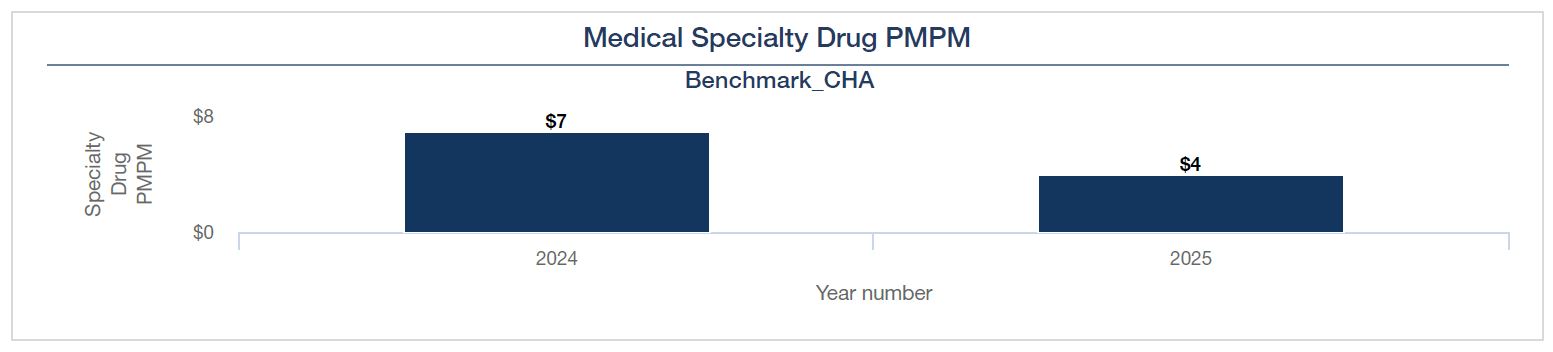 Medical Specialty Drug PMPM
Benchmark_CHA
Specialty
Drug
PMPM
$8
$0
$7
$4
2024
2025
Year number